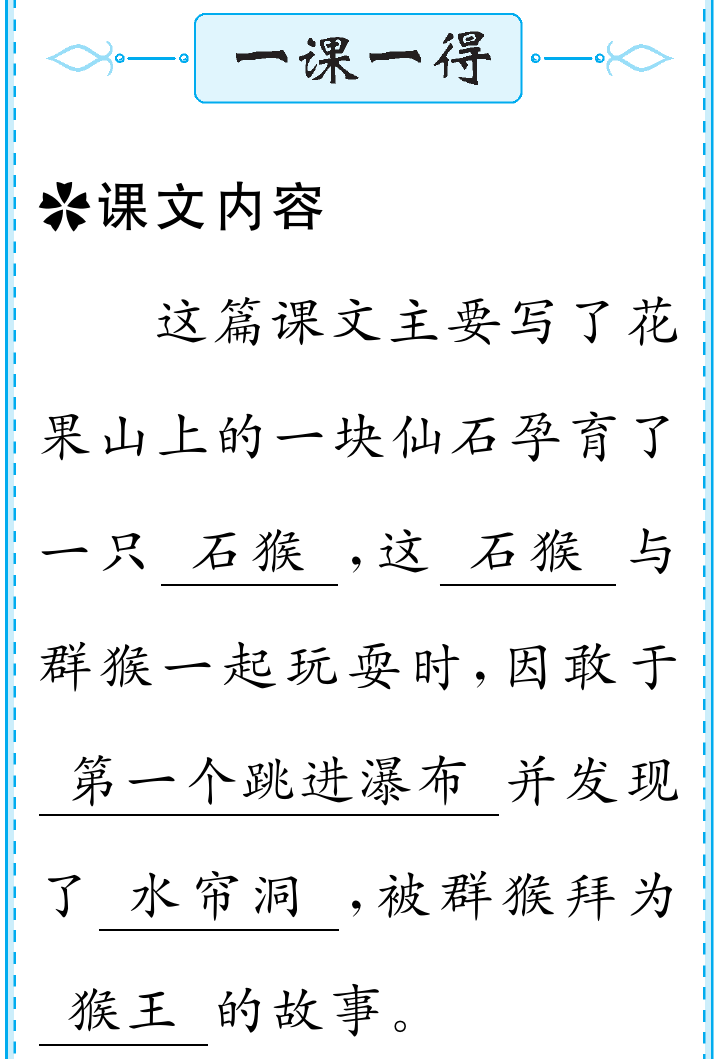 一课一得
课文内容
这篇课文主要写了花
果山上的一块仙石孕育了
一只 石猴 ,这 石猴 与
群猴一起玩耍时,因敢于
第一个跳进瀑布 并发现
了 水帘洞 ,被群猴拜为
猴王 的故事。